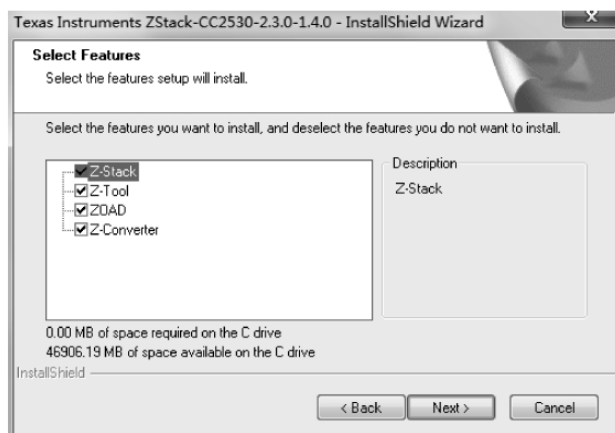 Texas Instruments ZStack-CC2530-2.3.0-1.4.0 - InstallShield Wizard
Select Features
Select the features setup will install.
Select the features you want to install, and deselect the features you do not want to install.
Z-Stack
Z-Tool
ZOAD
Z-Converter
Description
Z-Stack
0.00 MB of space required on the C drive
46906.19 MB of space available on the C drive
InstallShield
< Back
Next >
Cancel